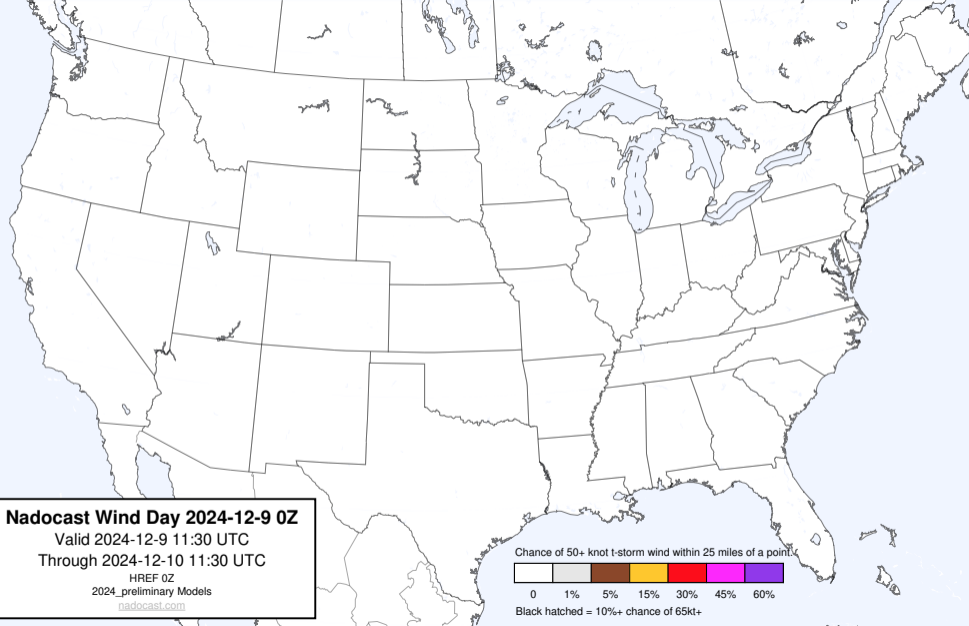 Nadocast Wind Day 2024-12-9 0Z
Valid 2024-12-9 11:30 UTC
Through 2024-12-10 11:30 UTC
HREF 0Z
2024_preliminary Models
nadocast.com
Chance of 50+ knot t-storm wind within 25 miles of a point.
0 1% 5% 15% 30% 45% 60%
Black hatched = 10%+ chance of 65kt+